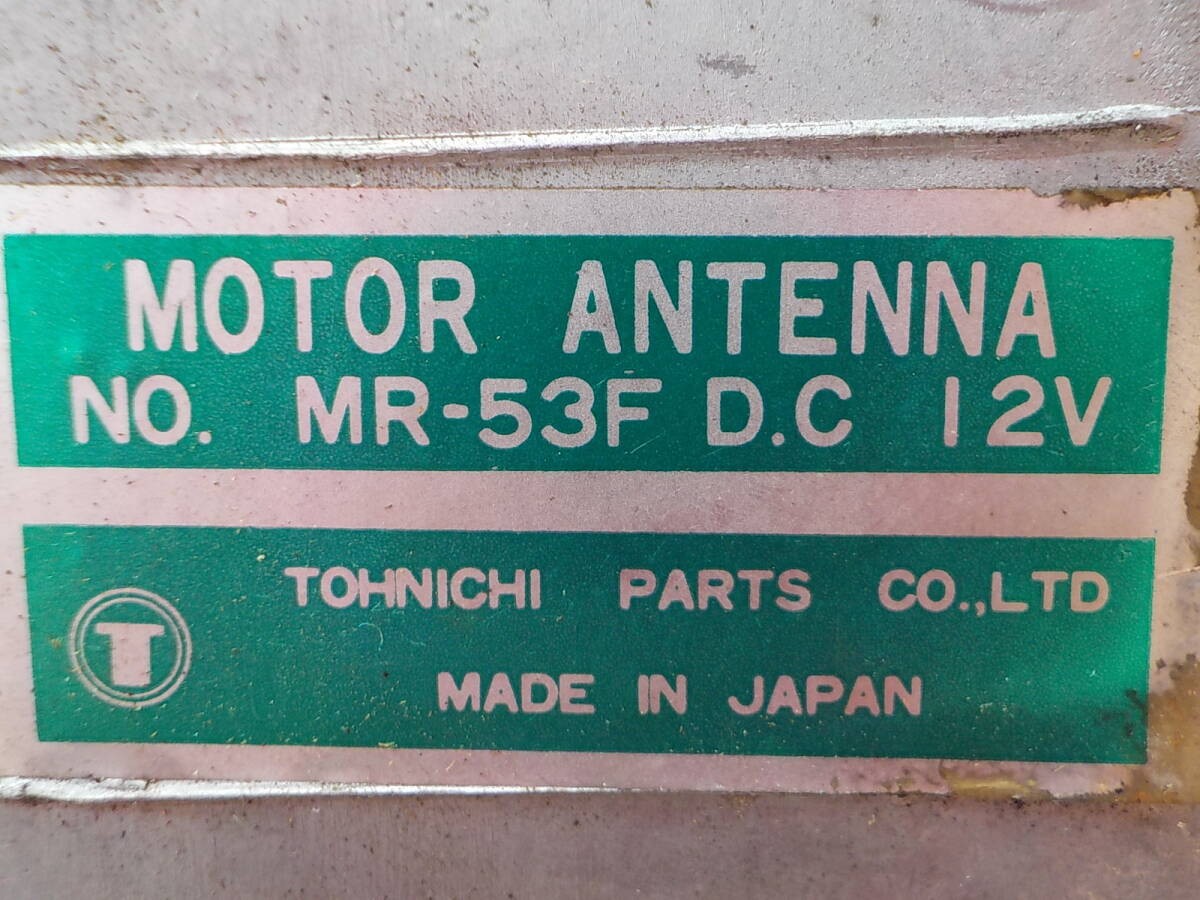 MOTOR ANTENNA
NO. MR-53F D.C 12V
TOHNICHI PARTS CO.,LTD
T
MADE IN JAPAN